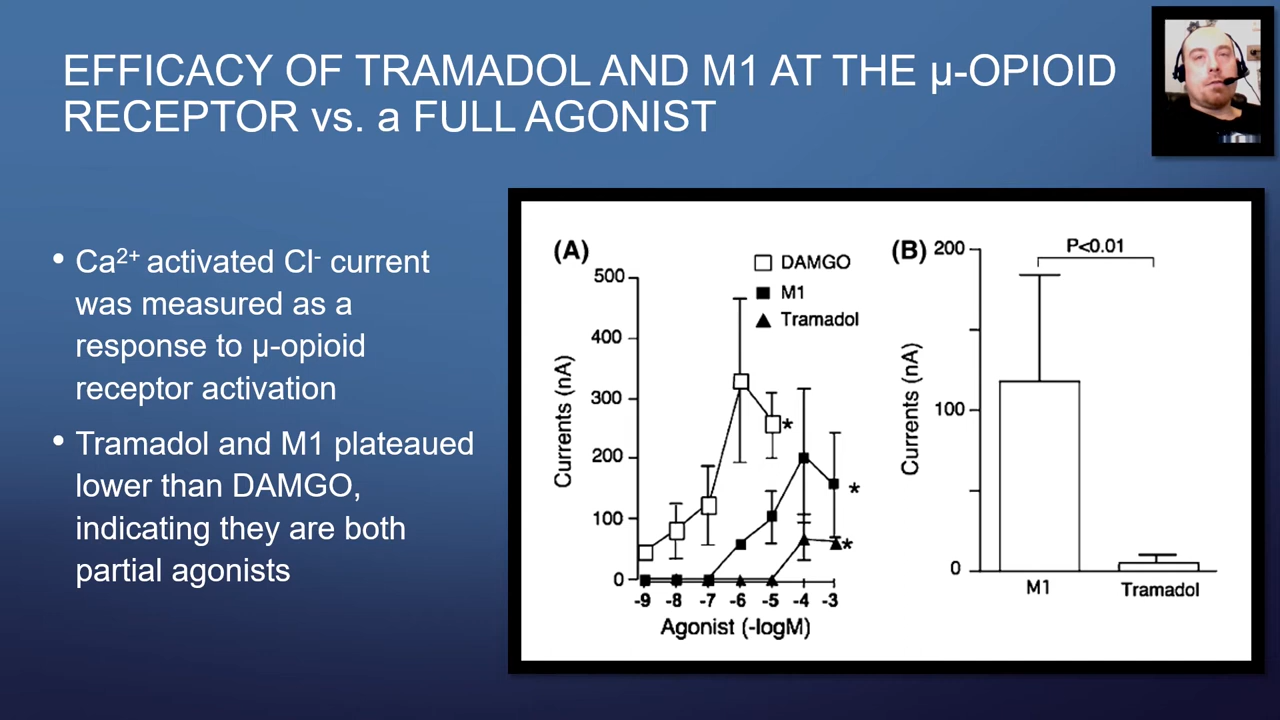 EFFICACY OF TRAMADOL AND M1 AT THE µ-OPIOID
RECEPTOR vs. a FULL AGONIST
• Ca²⁺ activated Cl⁻ current
was measured as a
response to µ-opioid
receptor activation
• Tramadol and M1 plateaued
lower than DAMGO,
indicating they are both
partial agonists
(A)
DAMGO
M1
Tramadol
500
400
300
200
100
0
Currents (nA)
*
*
*
-9 -8 -7 -6 -5 -4 -3
Agonist (-logM)
(B)
P<0.01
200
100
0
Currents (nA)
M1
Tramadol